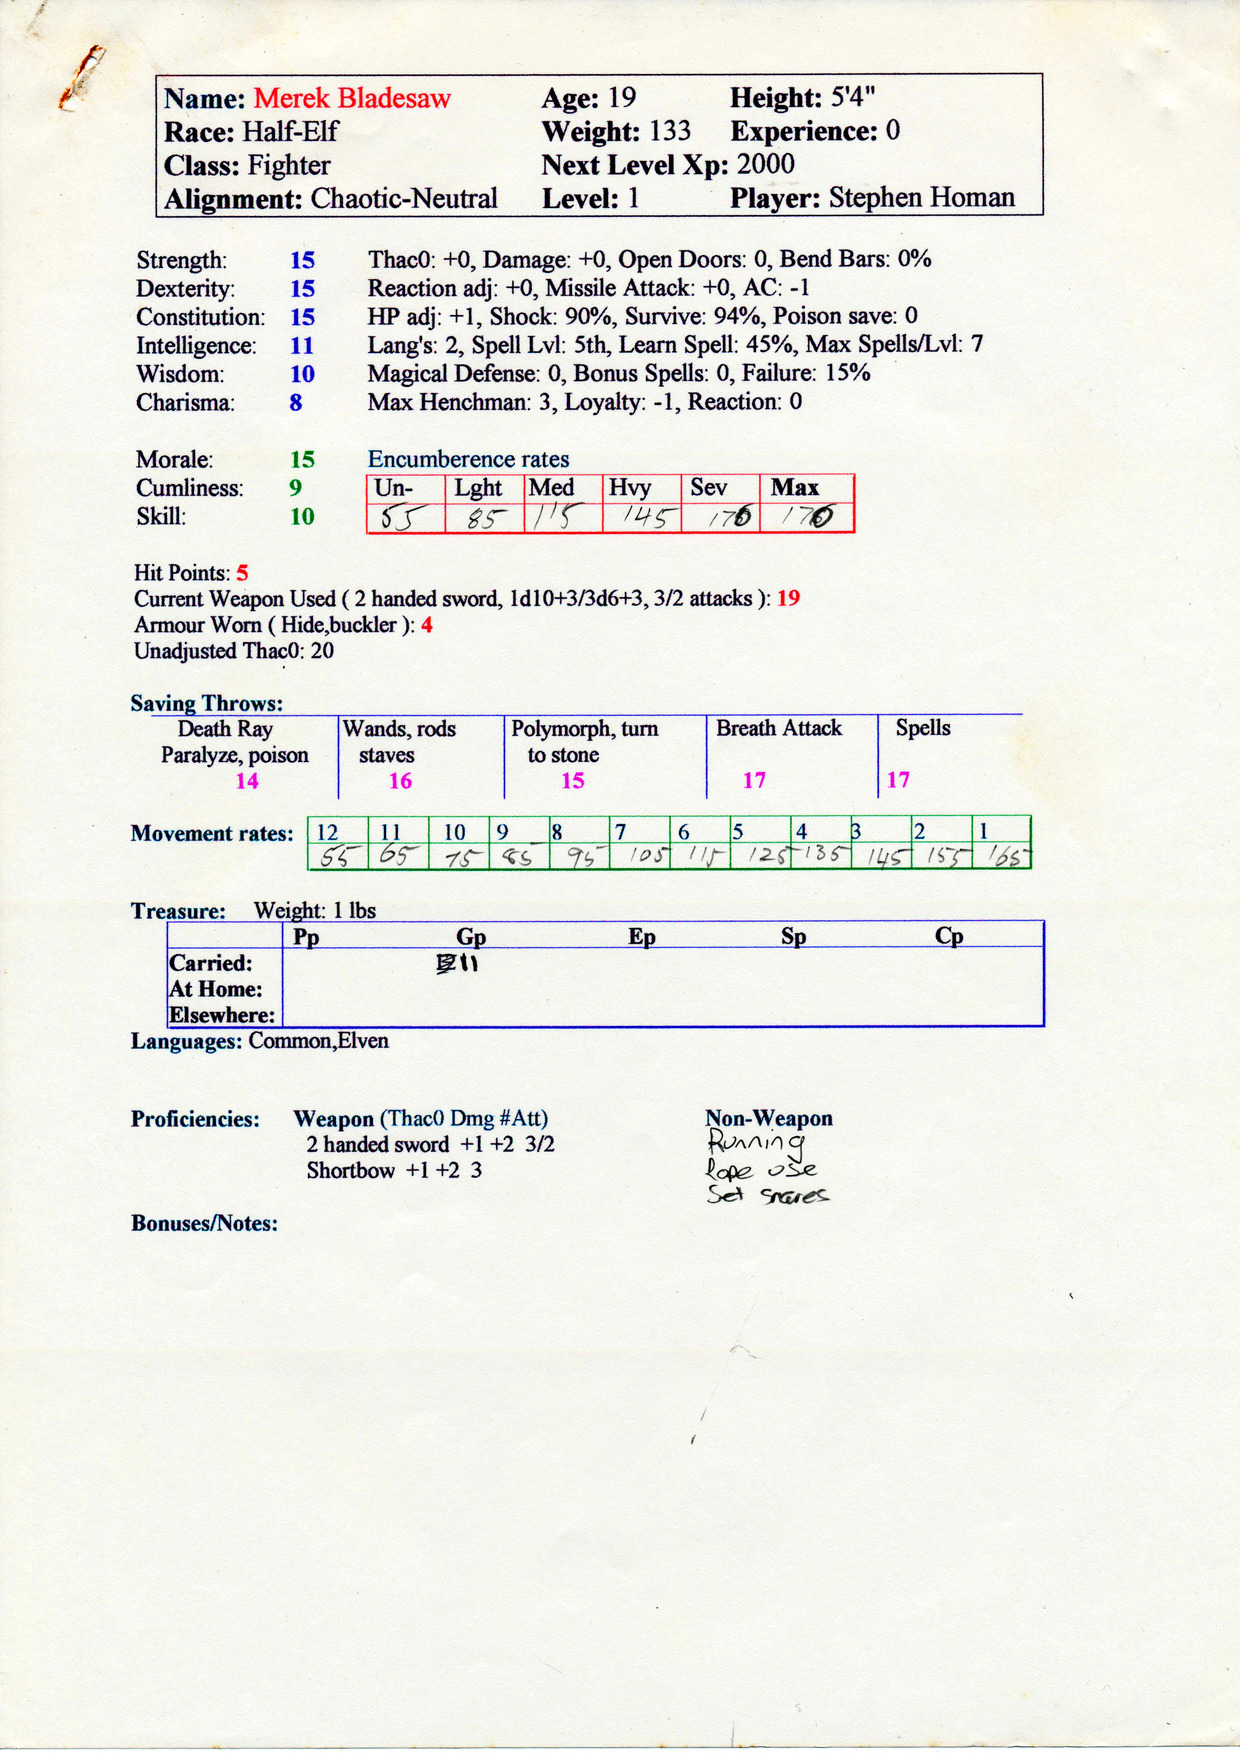 Name: Merek Bladesaw Age: 19 Height: 5'4"
Race: Half-Elf Weight: 133 Experience: 0
Class: Fighter Next Level Xp: 2000
Alignment: Chaotic-Neutral Level: 1 Player: Stephen Homan
Strength: 15 Thac0: +0, Damage: +0, Open Doors: 0, Bend Bars: 0%
Dexterity: 15 Reaction adj: +0, Missile Attack: +0, AC: -1
Constitution: 15 HP adj: +1, Shock: 90%, Survive: 94%, Poison save: 0
Intelligence: 11 Lang's: 2, Spell Lvl: 5th, Learn Spell: 45%, Max Spells/Lvl: 7
Wisdom: 10 Magical Defense: 0, Bonus Spells: 0, Failure: 15%
Charisma: 8 Max Henchman: 3, Loyalty: -1, Reaction: 0
Morale: 15 Encumberence rates
Cumliness: 9 Un- Lght Med Hvy Sev Max
Skill: 10 55 85 115 145 170 170
Hit Points: 5
Current Weapon Used ( 2 handed sword, 1d10+3/3d6+3, 3/2 attacks ): 19
Armour Worn ( Hide,buckler ): 4
Unadjusted Thac0: 20
Saving Throws:
Death Ray Wands, rods Polymorph, turn Breath Attack Spells
Paralyze, poison staves to stone
14 16 15 17 17
Movement rates: 12 11 10 9 8 7 6 5 4 3 2 1
55 65 75 85 95 105 115 125 135 145 155 165
Treasure: Weight: 1 lbs
Pp Gp Ep Sp Cp
Carried: 11
At Home:
Elsewhere:
Languages: Common,Elven
Proficiencies: Weapon (Thac0 Dmg #Att) Non-Weapon
2 handed sword +1 +2 3/2 Running
Shortbow +1 +2 3 Rope use
Set snares
Bonuses/Notes: